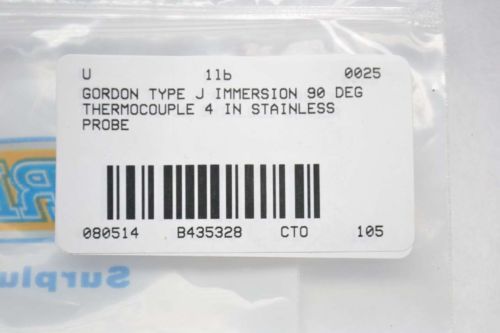 U 1lb 0025
GORDON TYPE J IMMERSION 90 DEG
THERMOCOUPLE 4 IN STAINLESS
PROBE
080514 B435328 CTO 105
Surplu